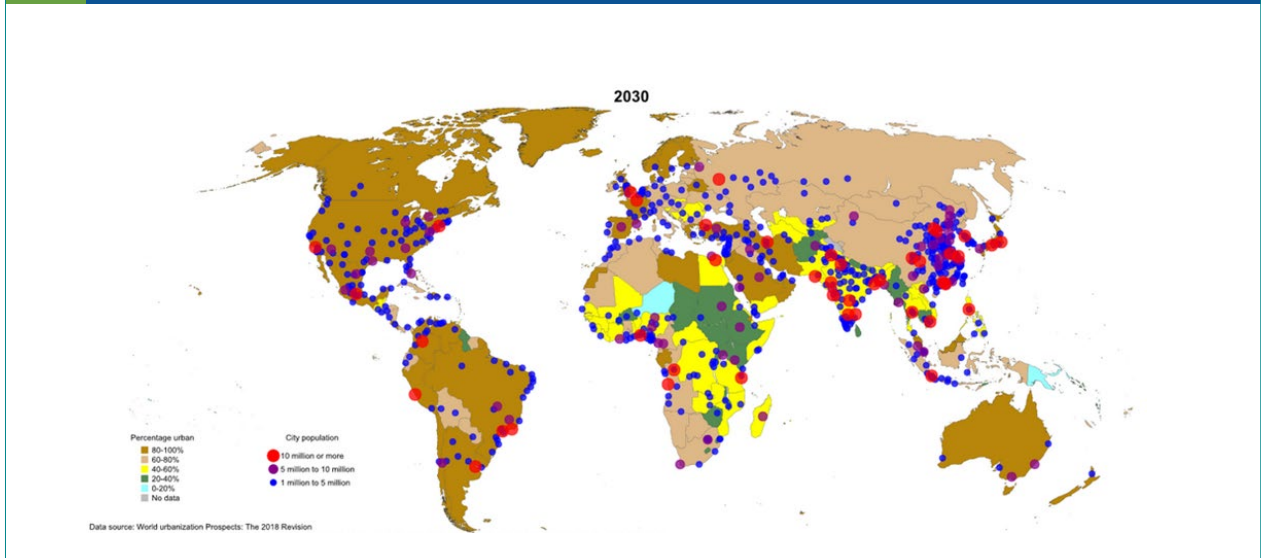 2030
Percentage urban
80-100%
60-80%
40-60%
20-40%
0-20%
No data
City population
10 million or more
5 million to 10 million
1 million to 5 million
Data source: World urbanization Prospects: The 2018 Revision